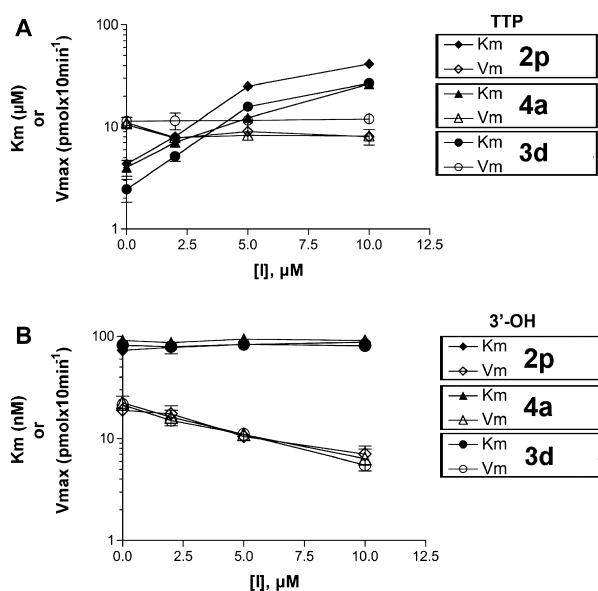 A
TTP
Km (µM)
or
Vmax (pmolx10min⁻¹)
100
10
1
0.0 2.5 5.0 7.5 10.0 12.5
[I], µM
Km
Vm
2p
Km
Vm
4a
Km
Vm
3d
B
3’-OH
Km (nM)
or
Vmax (pmolx10min⁻¹)
100
10
1
0.0 2.5 5.0 7.5 10.0 12.5
[I], µM
Km
Vm
2p
Km
Vm
4a
Km
Vm
3d